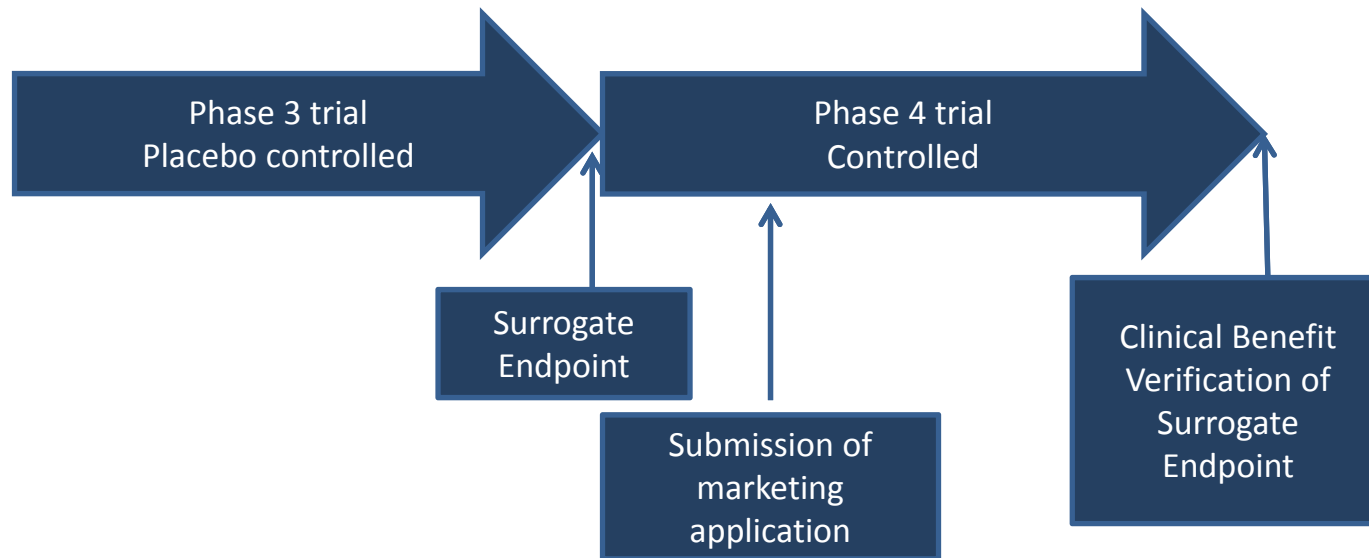 Phase 3 trial
Placebo controlled
Phase 4 trial
Controlled
Surrogate
Endpoint
Submission of
marketing
application
Clinical Benefit
Verification of
Surrogate
Endpoint